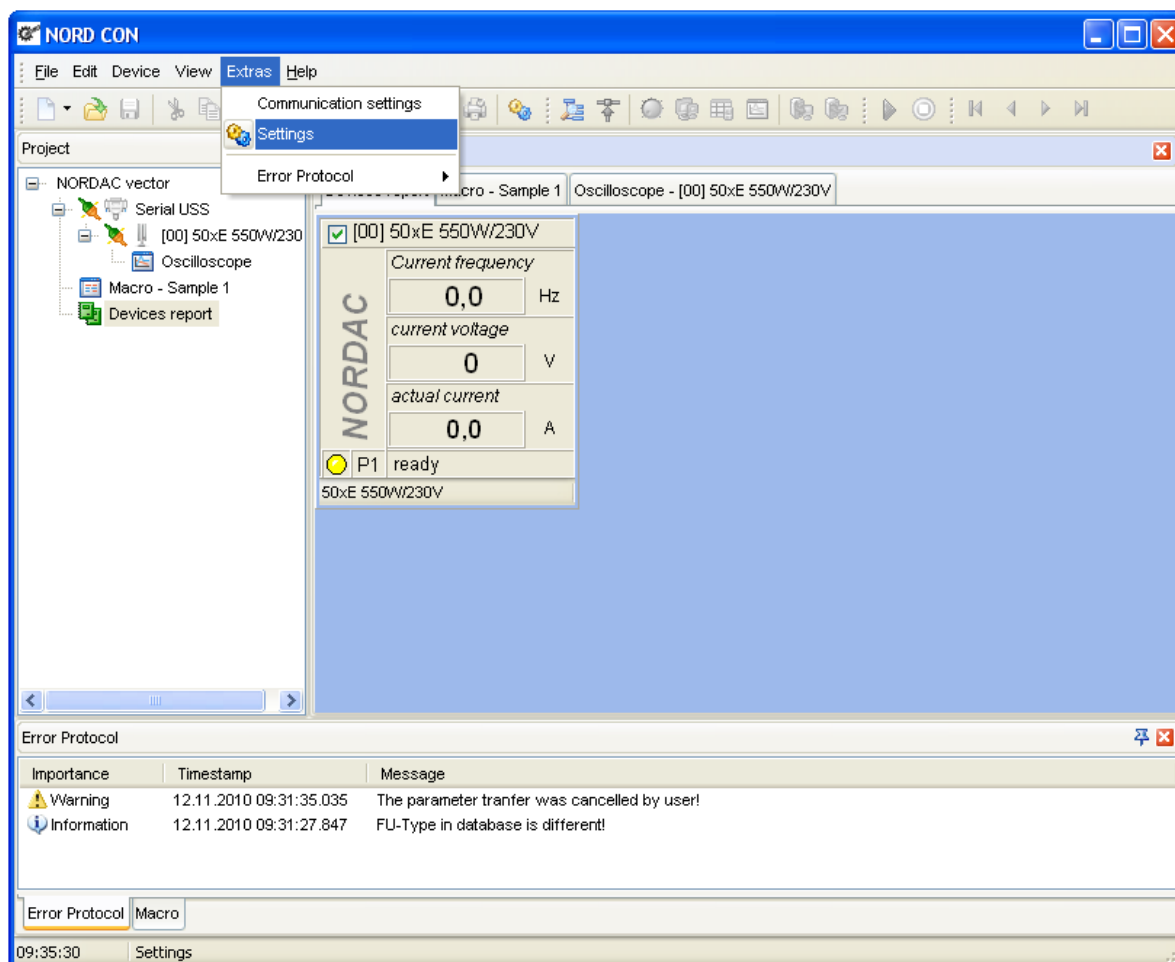 NORD CON
File Edit Device View Extras Help
Communication settings
Settings
Error Protocol
Project
NORDAC vector
Serial USS
[00] 50xE 550W/230
Oscilloscope
Macro - Sample 1
Devices report
Macro - Sample 1 Oscilloscope - [00] 50xE 550W/230V
[00] 50xE 550W/230V
NORDAC
Current frequency
0,0 Hz
current voltage
0 V
actual current
0,0 A
P1 ready
50xE 550W/230V
Error Protocol
Importance Timestamp Message
Warning 12.11.2010 09:31:35.035 The parameter tranfer was cancelled by user!
Information 12.11.2010 09:31:27.847 FU-Type in database is different!
Error Protocol Macro
09:35:30 Settings